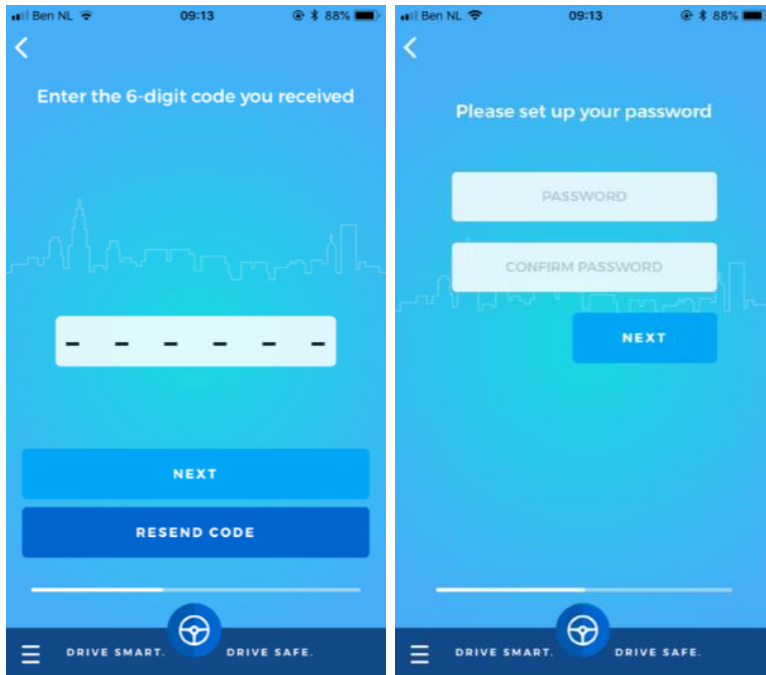 Ben NL 09:13 88%
Enter the 6-digit code you received
NEXT
RESEND CODE
DRIVE SMART. DRIVE SAFE.
Ben NL 09:13 88%
Please set up your password
PASSWORD
CONFIRM PASSWORD
NEXT
DRIVE SMART. DRIVE SAFE.